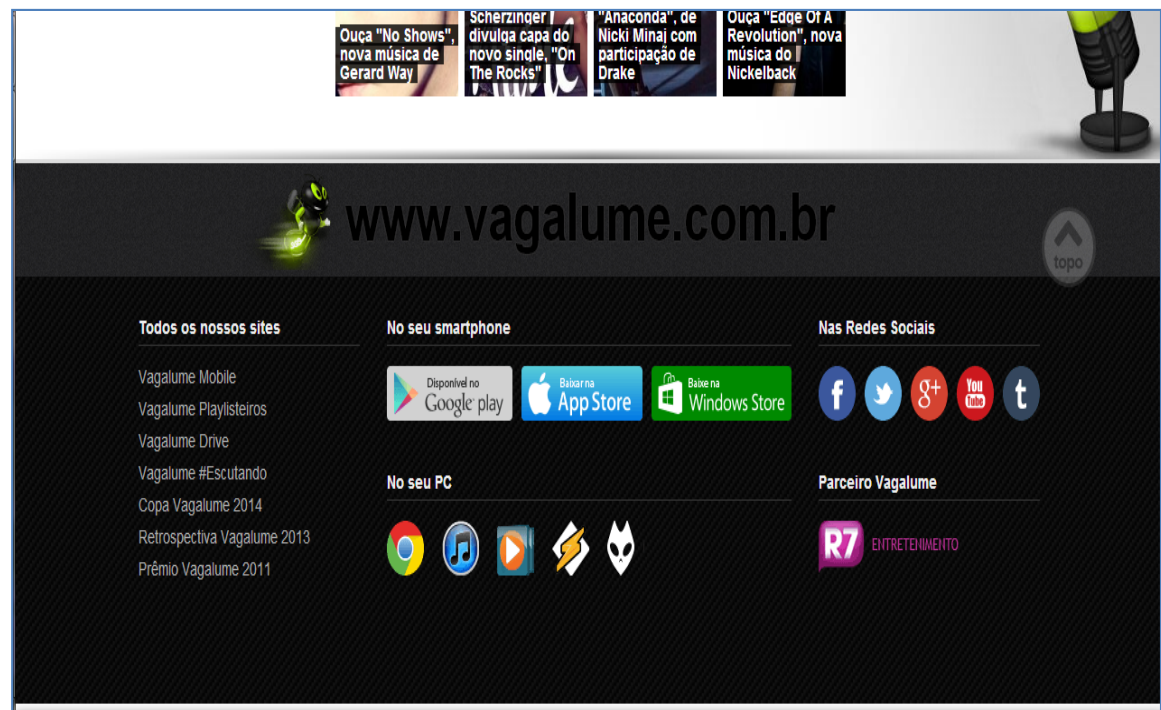 Ouça "No Shows",
nova música de
Gerard Way
Scherzinger
divulga capa do
novo single, "On
The Rocks"
"Anaconda", de
Nicki Minaj com
participação de
Drake
Ouça "Edge Of A
Revolution", nova
música do
Nickelback
www.vagalume.com.br
topo
Todos os nossos sites
Vagalume Mobile
Vagalume Playlisteiros
Vagalume Drive
Vagalume #Escutando
Copa Vagalume 2014
Retrospectiva Vagalume 2013
Prêmio Vagalume 2011
No seu smartphone
Disponível no
Google play
Baixar na
App Store
Baixe na
Windows Store
No seu PC
Nas Redes Sociais
f
g+
You
Tube
t
Parceiro Vagalume
R7 ENTRETENIMENTO